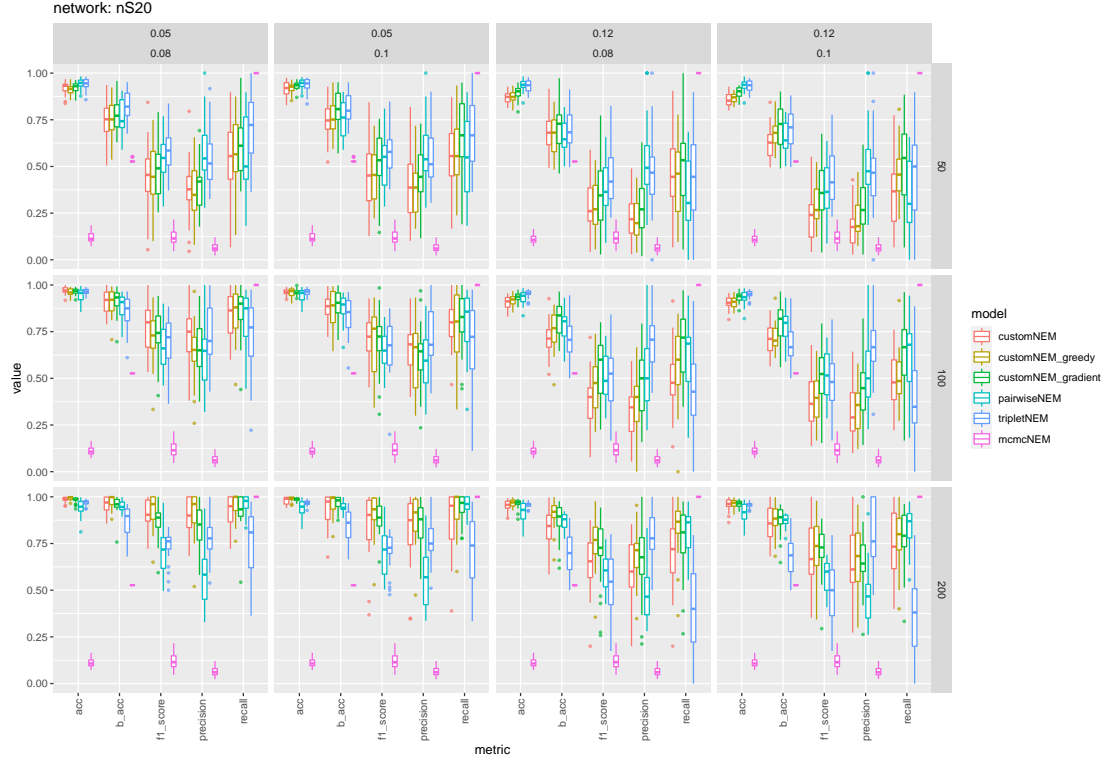 network: nS20
0.05
0.05
0.12
0.12
0.08
0.1
0.08
0.1
1.00
0.75
0.50
0.25
0.00
50
1.00
0.75
0.50
0.25
0.00
100
1.00
0.75
0.50
0.25
0.00
200
value
acc
b_acc
f1_score
precision
recall
acc
b_acc
f1_score
precision
recall
acc
b_acc
f1_score
precision
recall
acc
b_acc
f1_score
precision
recall
metric
model
customNEM
customNEM_greedy
customNEM_gradient
pairwiseNEM
tripletNEM
mcmcNEM